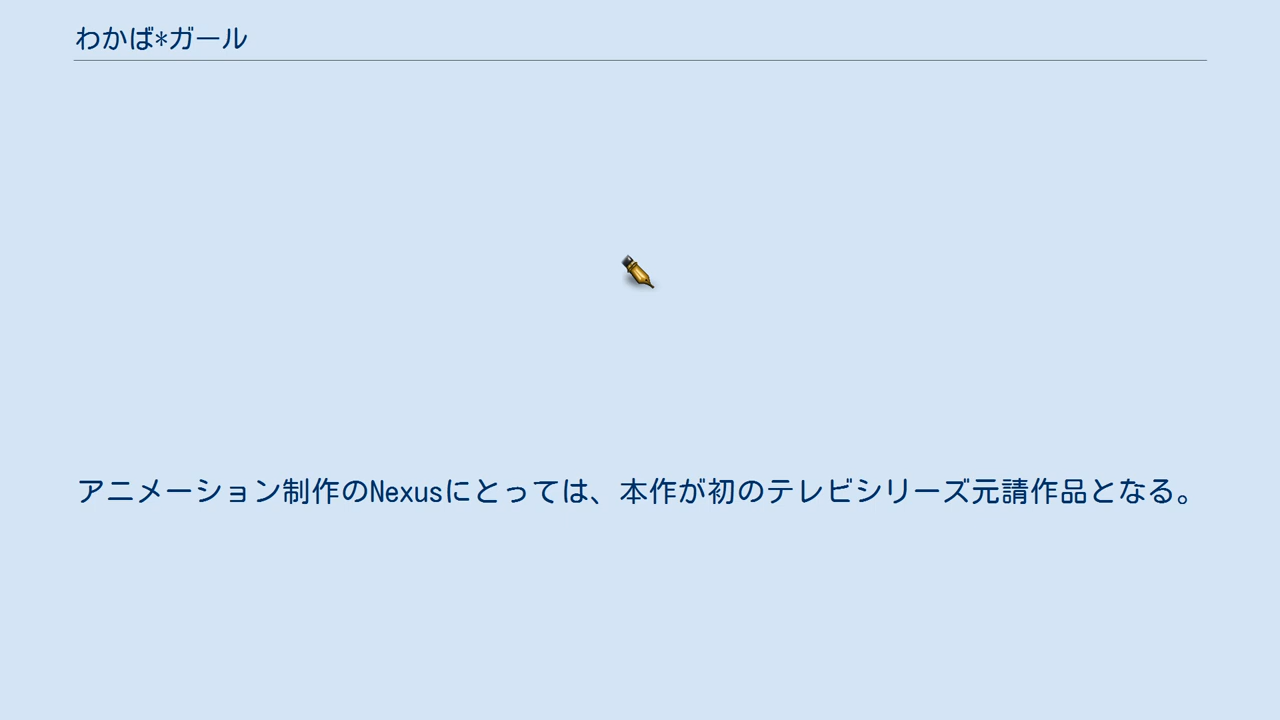 わかば*ガール
アニメーション制作のNexusにとっては、本作が初のテレビシリーズ元請作品となる。